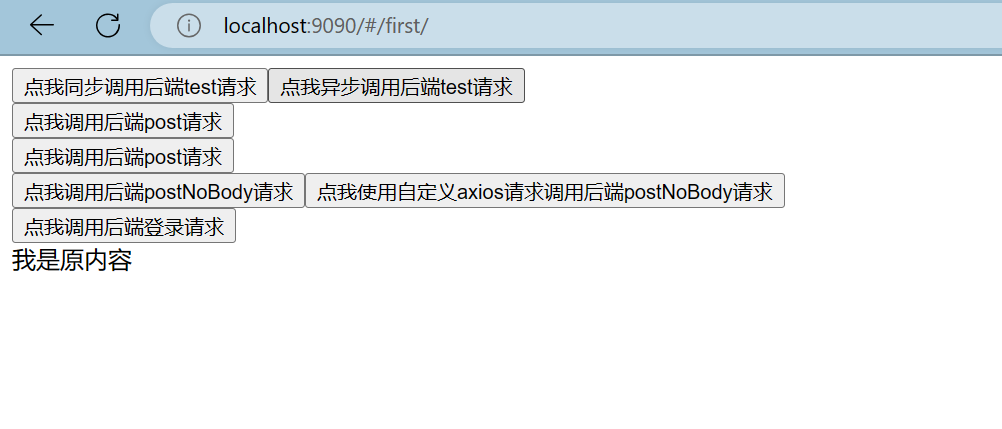 localhost:9090/#/first/
点我同步调用后端test请求 点我异步调用后端test请求
点我调用后端post请求
点我调用后端post请求
点我调用后端postNoBody请求 点我使用自定义axios请求调用后端postNoBody请求
点我调用后端登录请求
我是原内容